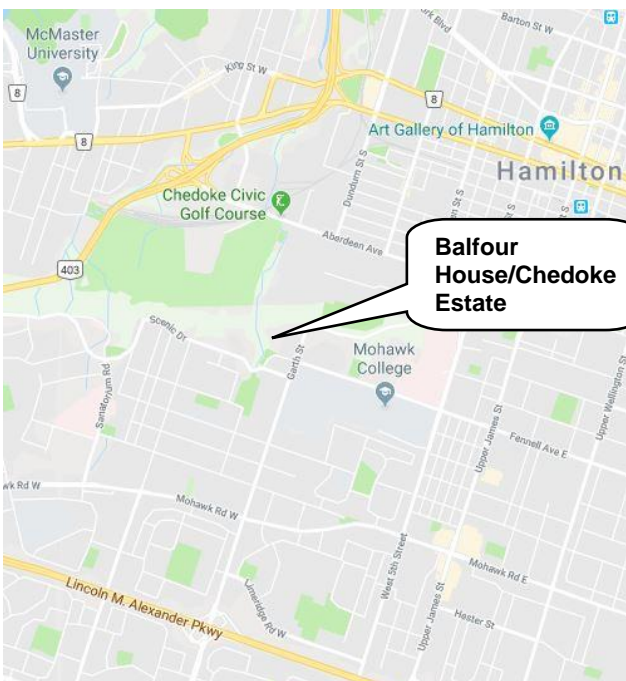 McMaster
University
Barton St W
King St W
8
8
8
Art Gallery of Hamilton
Hamilton
Dundurn St S
Chedoke Civic
Golf Course
Aberdeen Ave
403
Balfour
House/Chedoke
Estate
Scenic Dr
Garth St
Mohawk
College
Sanatorium Rd
Upper James St
Upper Wellington St
Fennell Ave E
wk Rd W
Mohawk Rd W
West 5th Street
Mohawk Rd E
Lincoln M. Alexander Pkwy
Limeridge Rd W
Upper James St
Hester St